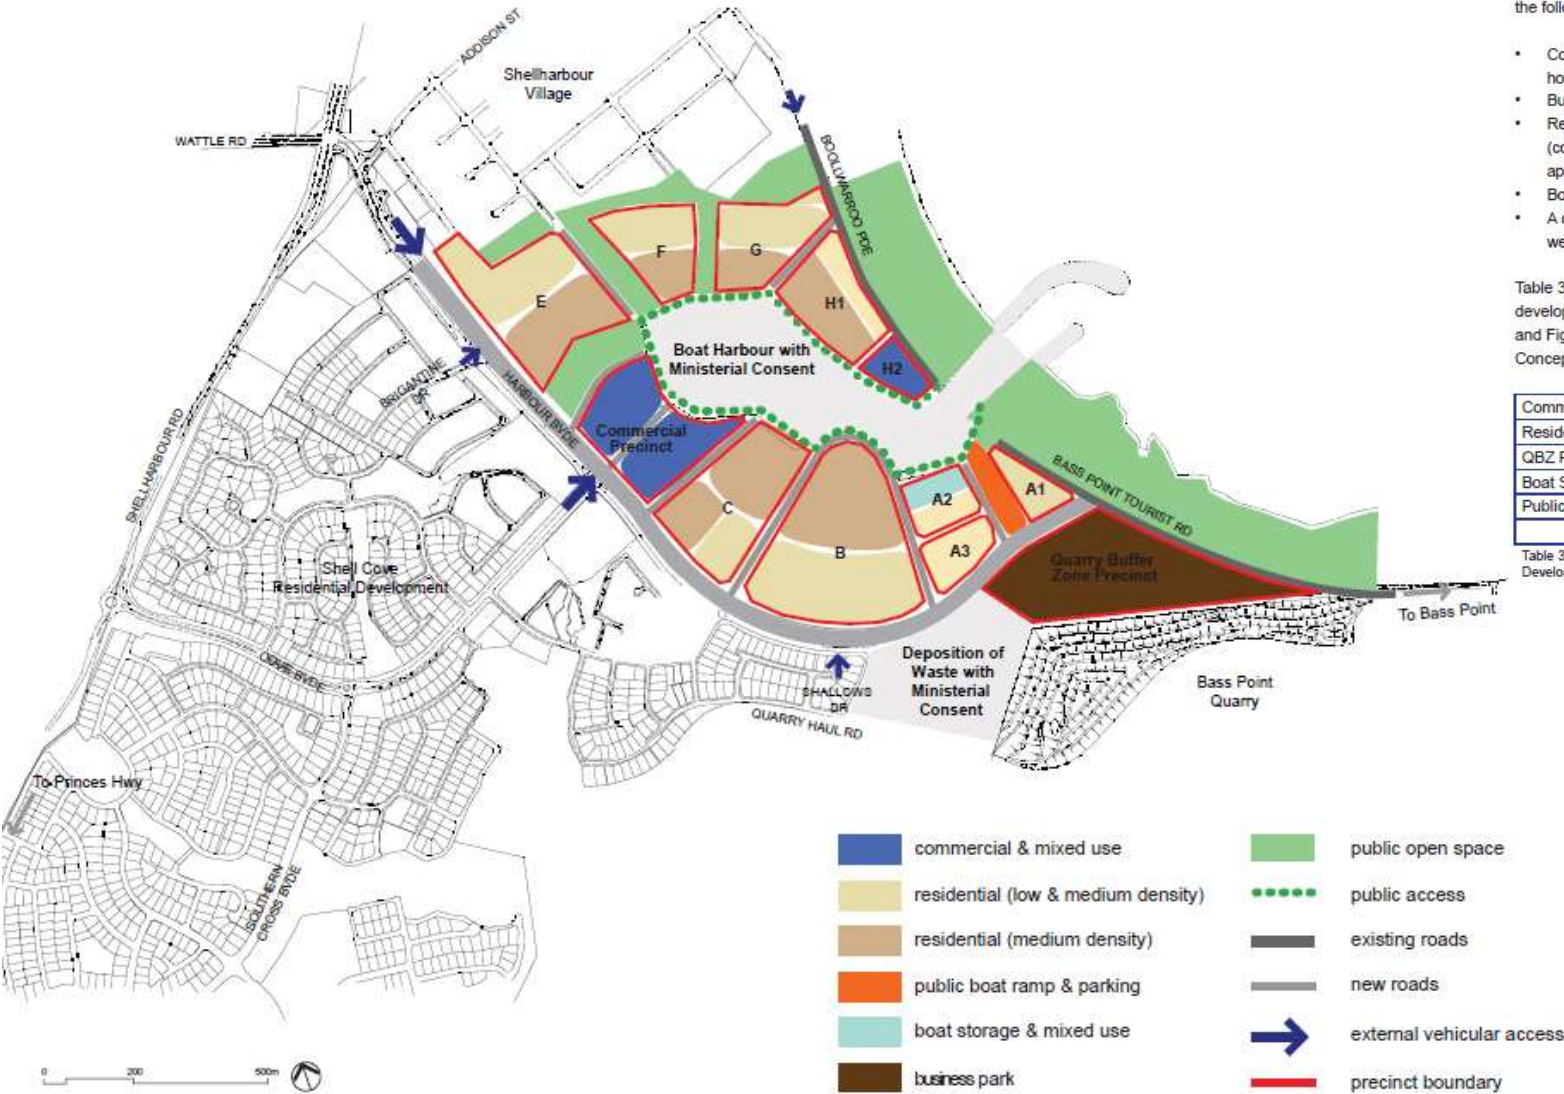 the foll
Co
ho
Bu
Re
(co
ap
Bo
A
we
Table 3
develop
and Fig
Concep
Comm
Reside
QBZ P
Boat S
Public
Table 3
Develo
ADDISON ST
Shellharbour
Village
WATTLE RD
BOOLWARROO PDE
F
G
E
H1
H2
Boat Harbour with
Ministerial Consent
BRIGANTINE
DR
HARBOUR BVDE
SHELLHARBOUR RD
Commercial
Precinct
C
B
A2
A1
A3
BASS POINT TOURIST RD
Quarry Buffer
Zone Precinct
Shell Cove
Residential Development
To Bass Point
Deposition of
Waste with
Ministerial
Consent
Bass Point
Quarry
SHALLOWS
DR
QUARRY HAUL RD
To Princes Hwy
SOUTHERN
CROSS BVDE
commercial & mixed use
residential (low & medium density)
residential (medium density)
public boat ramp & parking
boat storage & mixed use
business park
public open space
public access
existing roads
new roads
external vehicular access
precinct boundary
0 200 500m